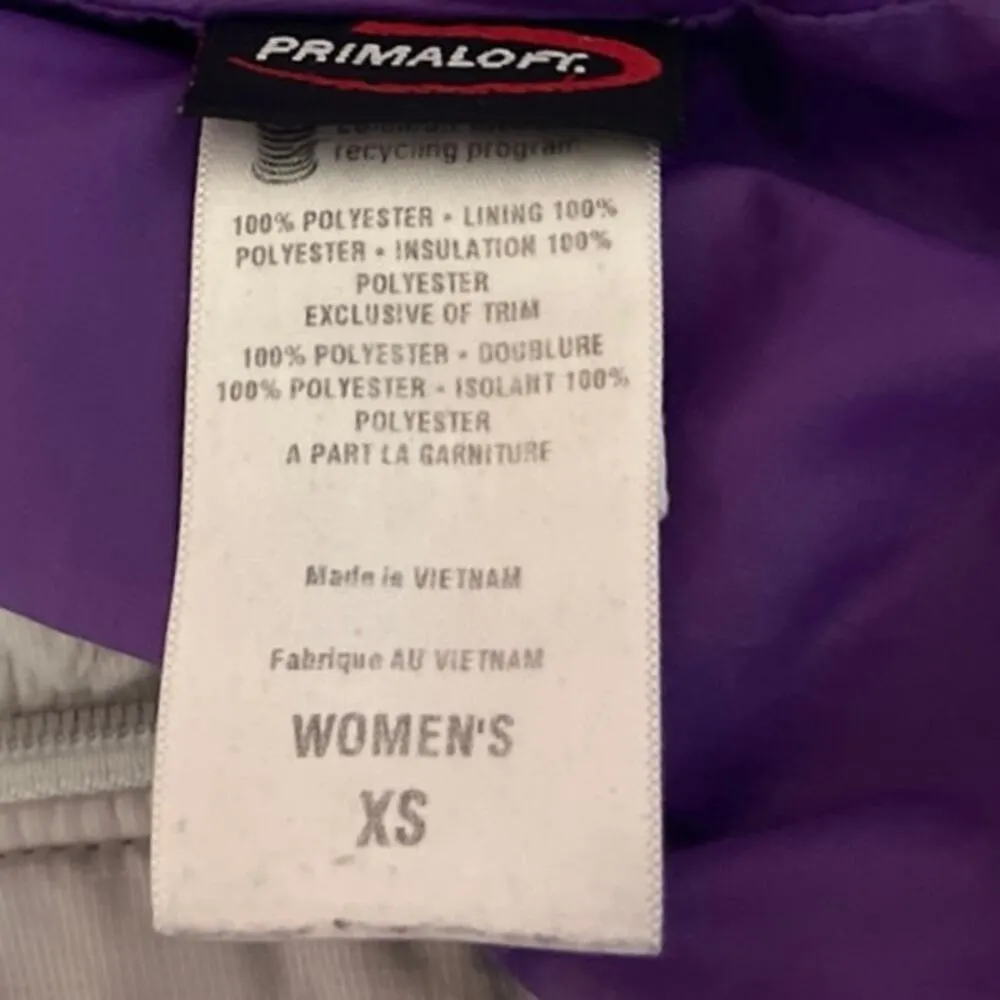 PRIMALOFT.
recycling program
100% POLYESTER • LINING 100%
POLYESTER • INSULATION 100%
POLYESTER
EXCLUSIVE OF TRIM
100% POLYESTER • DOUBLURE
100% POLYESTER • ISOLANT 100%
POLYESTER
A PART LA GARNITURE
Made in VIETNAM
Fabrique AU VIETNAM
WOMEN'S
XS